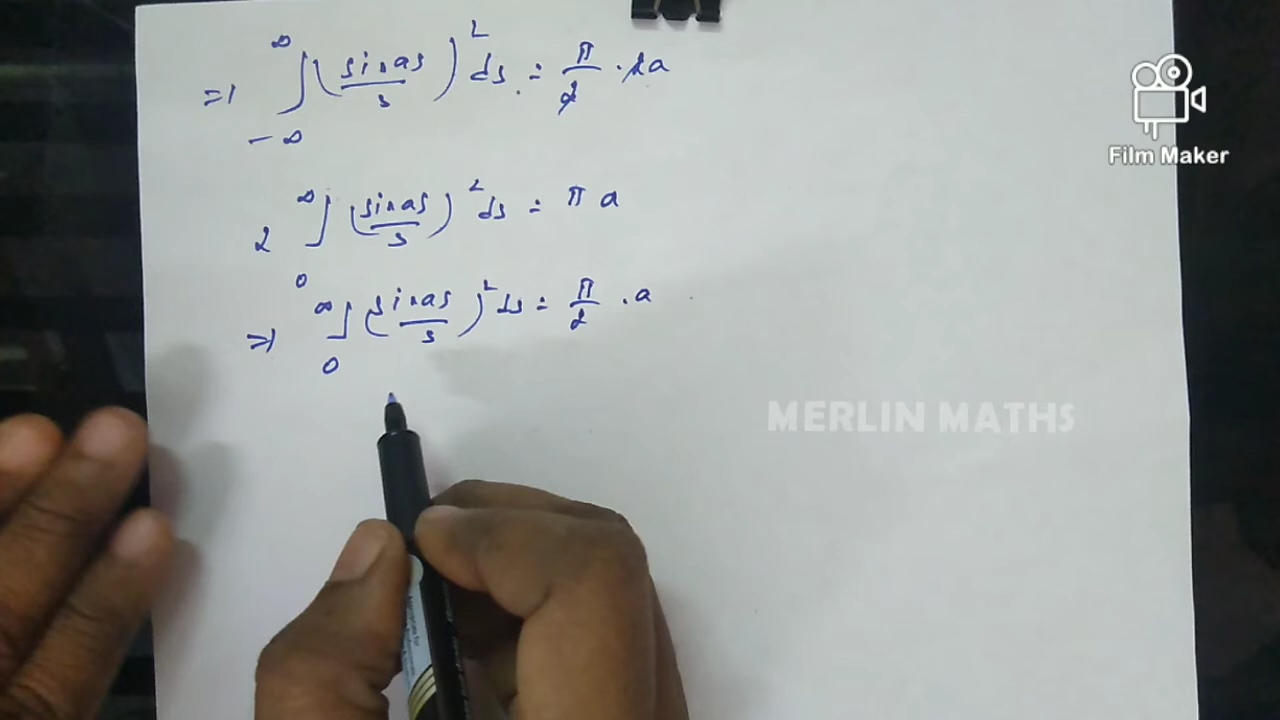 ⇒ ∫_{-∞}^{∞} (sin as / s)² ds = π/2 · 2a
Film Maker
2 ∫_{0}^{∞} (sin as / s)² ds = π a
⇒ ∫_{0}^{∞} (sin as / s)² ds = π/2 · a
MERLIN MATHS